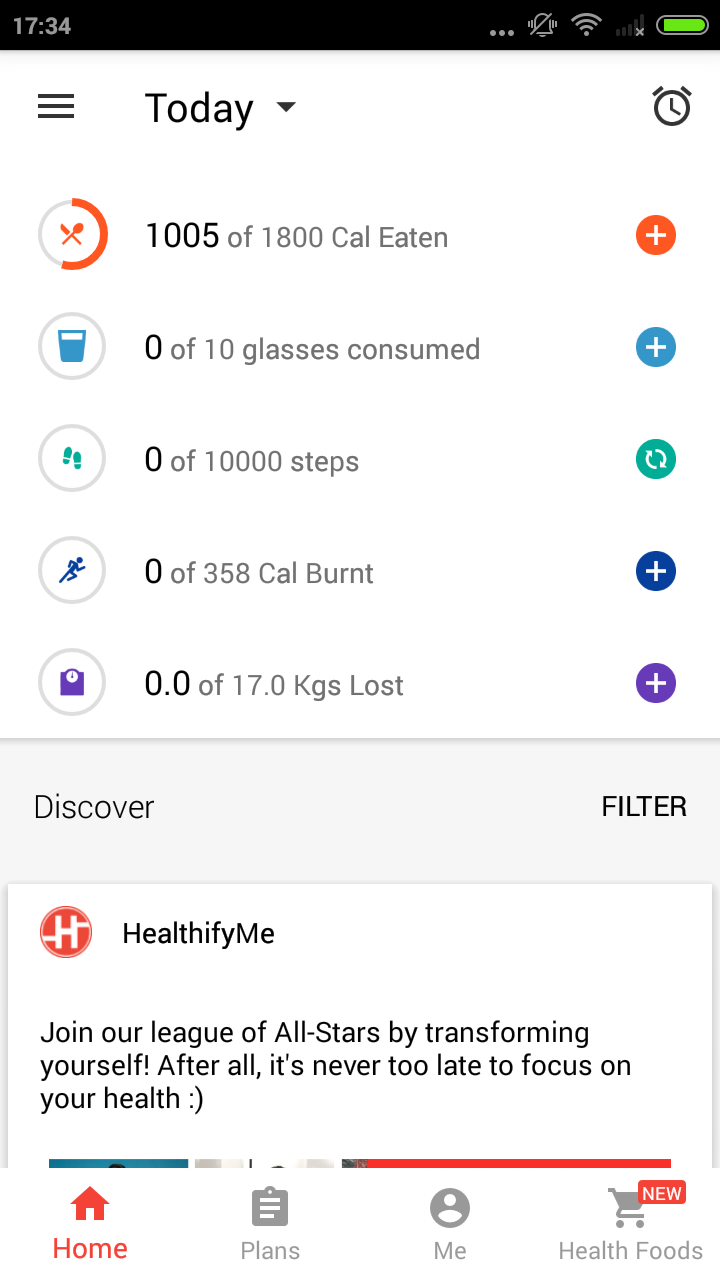 17:34
Today
1005 of 1800 Cal Eaten
0 of 10 glasses consumed
0 of 10000 steps
0 of 358 Cal Burnt
0.0 of 17.0 Kgs Lost
Discover
FILTER
HealthifyMe
Join our league of All-Stars by transforming
yourself! After all, it's never too late to focus on
your health :)
NEW
Home
Plans
Me
Health Foods